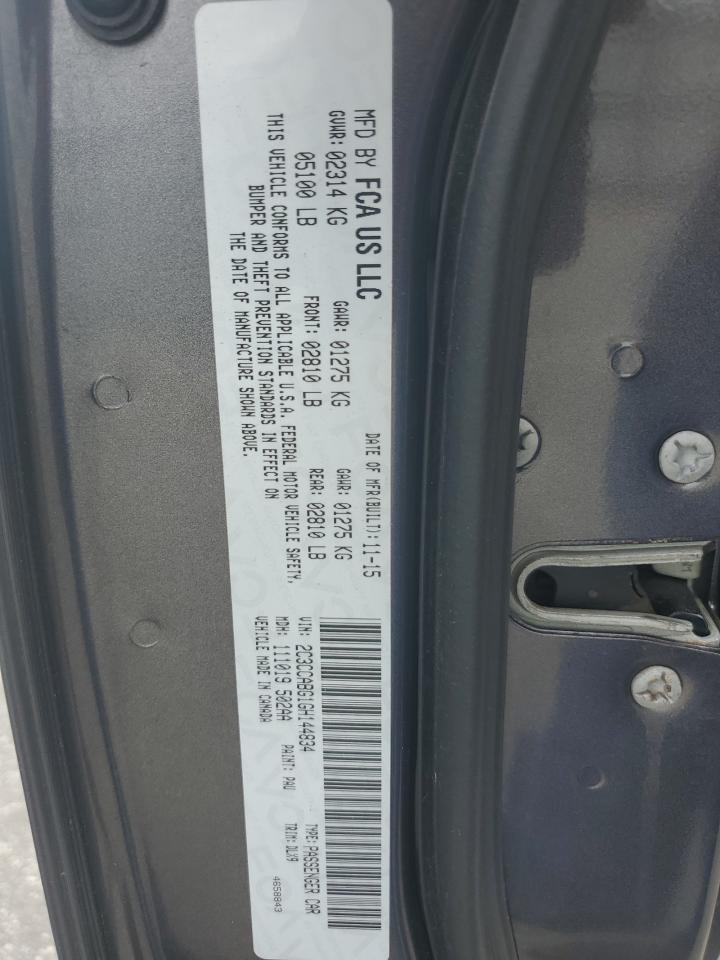 MFD BY FCA US LLC
DATE OF MFR(BUILT): 11-15
GVWR: 02314 KG
05100 LB
GAWR: 01275 KG
FRONT: 02810 LB
GAWR: 01275 KG
REAR: 02810 LB
THIS VEHICLE CONFORMS TO ALL APPLICABLE U.S.A. FEDERAL MOTOR VEHICLE SAFETY,
BUMPER AND THEFT PREVENTION STANDARDS IN EFFECT ON
THE DATE OF MANUFACTURE SHOWN ABOVE.
VIN: 2C3CCABG1GH144834
TYPE: PASSENGER CAR
MDH: 111019 502AA
PAINT: PAU
TRIM: DLX9
VEHICLE MADE IN CANADA
4658843